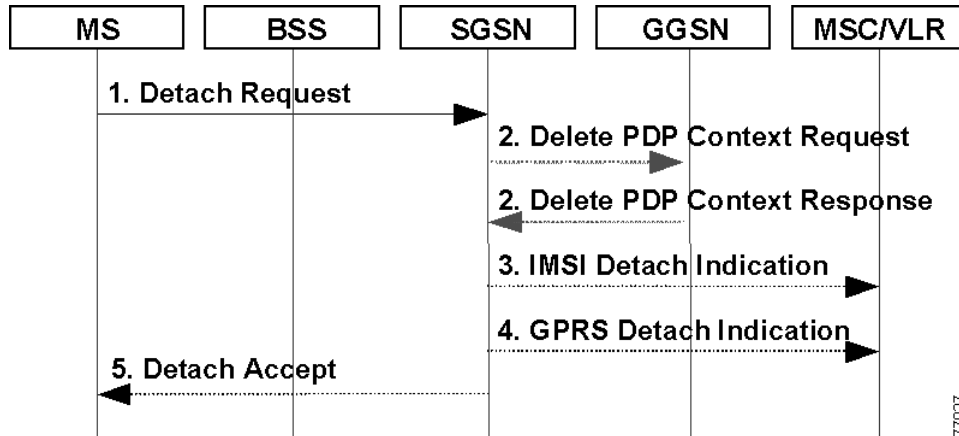 MS
BSS
SGSN
GGSN
MSC/VLR
1. Detach Request
2. Delete PDP Context Request
2. Delete PDP Context Response
3. IMSI Detach Indication
4. GPRS Detach Indication
5. Detach Accept